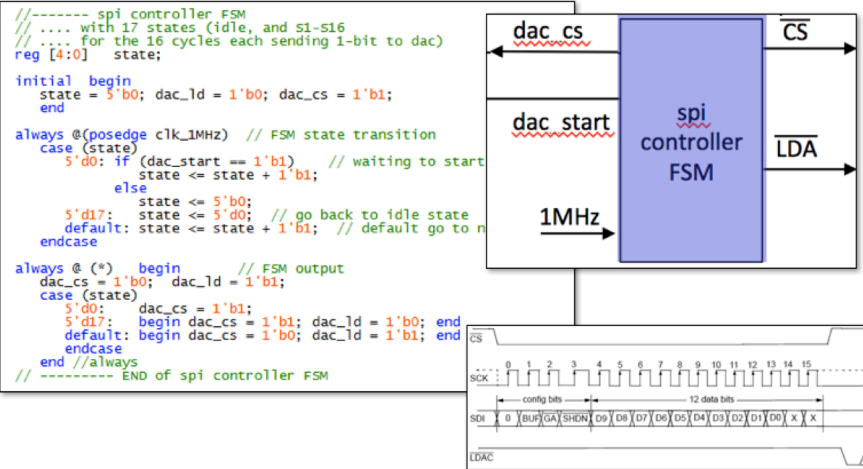 //------- spi controller FSM
// .... with 17 states (idle, and S1-S16
// .... for the 16 cycles each sending 1-bit to dac)
reg [4:0] state;
initial begin
state = 5'b0; dac_ld = 1'b0; dac_cs = 1'b1;
end
always @(posedge clk_1MHz) // FSM state transition
case (state)
5'd0: if (dac_start == 1'b1) // waiting to start
state <= state + 1'b1;
else
state <= 5'b0;
5'd17: state <= 5'd0; // go back to idle state
default: state <= state + 1'b1; // default go to n
endcase
always @ (*) begin // FSM output
dac_cs = 1'b0; dac_ld = 1'b1;
case (state)
5'd0: dac_cs = 1'b1;
5'd17: begin dac_cs = 1'b1; dac_ld = 1'b0; end
default: begin dac_cs = 1'b0; dac_ld = 1'b1; end
endcase
end //always
// --------- END of spi controller FSM
dac_cs
CS
dac_start
spi
controller
FSM
LDA
1MHz
CS
0 1 2 3 4 5 6 7 8 9 10 11 12 13 14 15
SCK
config bits 12 data bits
SDI 0 BUF GA SHDN D9 D8 D7 D6 D5 D4 D3 D2 D1 D0 X X
LDAC